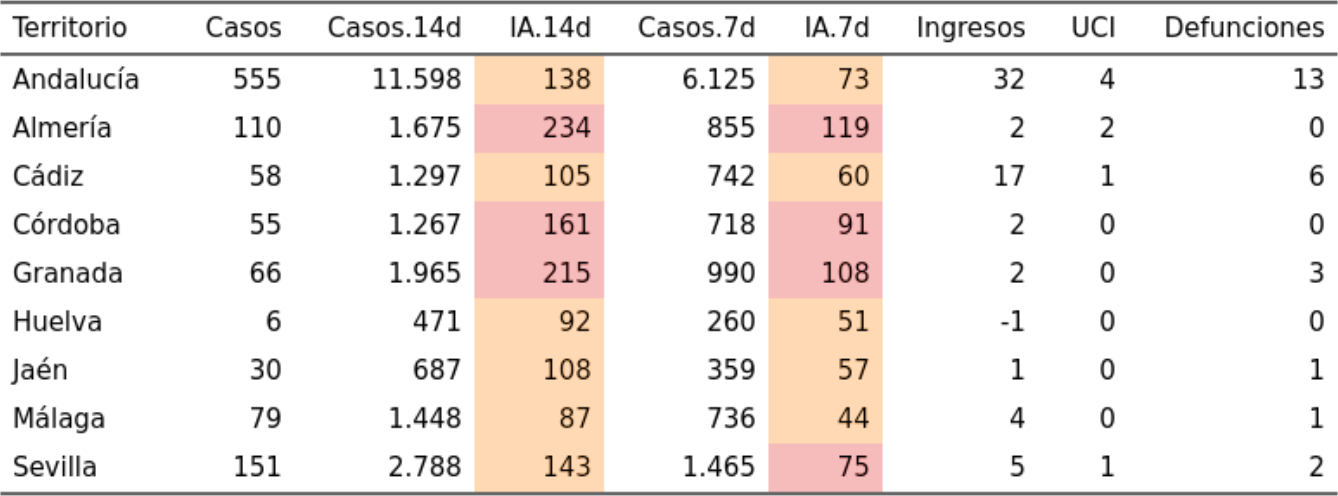 Territorio Casos Casos.14d IA.14d Casos.7d IA.7d Ingresos UCI Defunciones
Andalucía 555 11.598 138 6.125 73 32 4 13
Almería 110 1.675 234 855 119 2 2 0
Cádiz 58 1.297 105 742 60 17 1 6
Córdoba 55 1.267 161 718 91 2 0 0
Granada 66 1.965 215 990 108 2 0 3
Huelva 6 471 92 260 51 -1 0 0
Jaén 30 687 108 359 57 1 0 1
Málaga 79 1.448 87 736 44 4 0 1
Sevilla 151 2.788 143 1.465 75 5 1 2